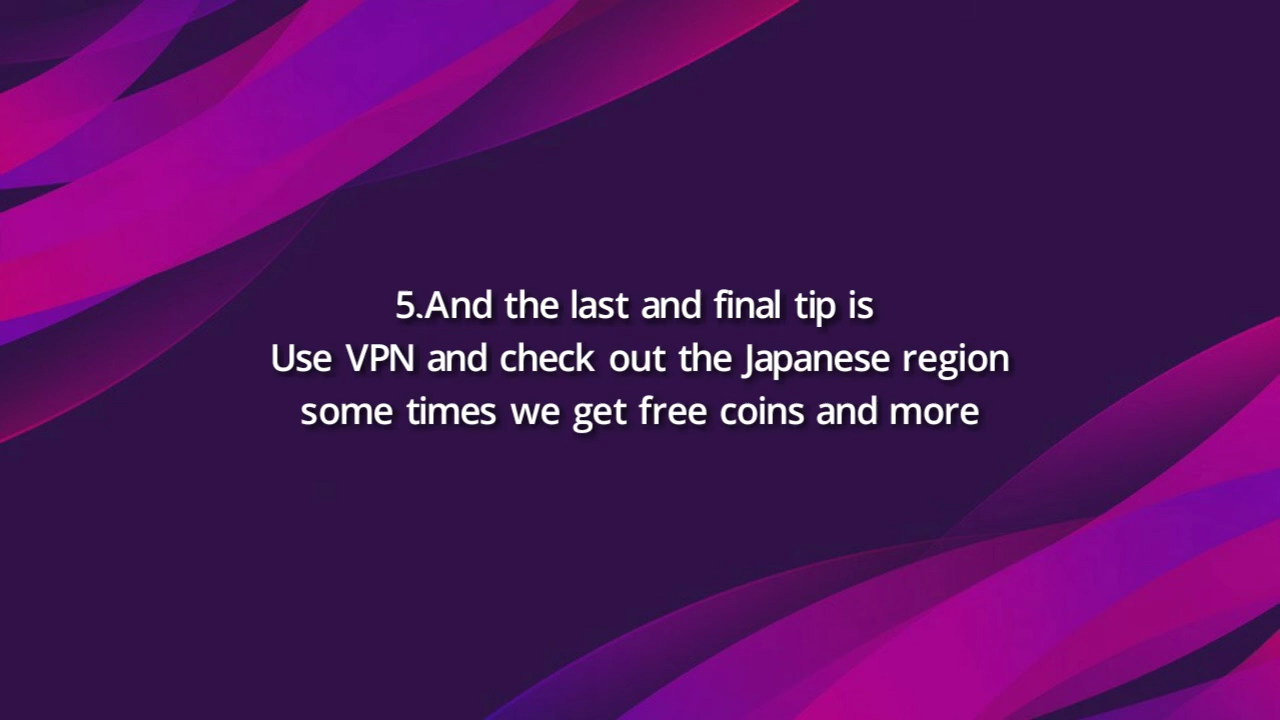 5.And the last and final tip is
Use VPN and check out the Japanese region
some times we get free coins and more